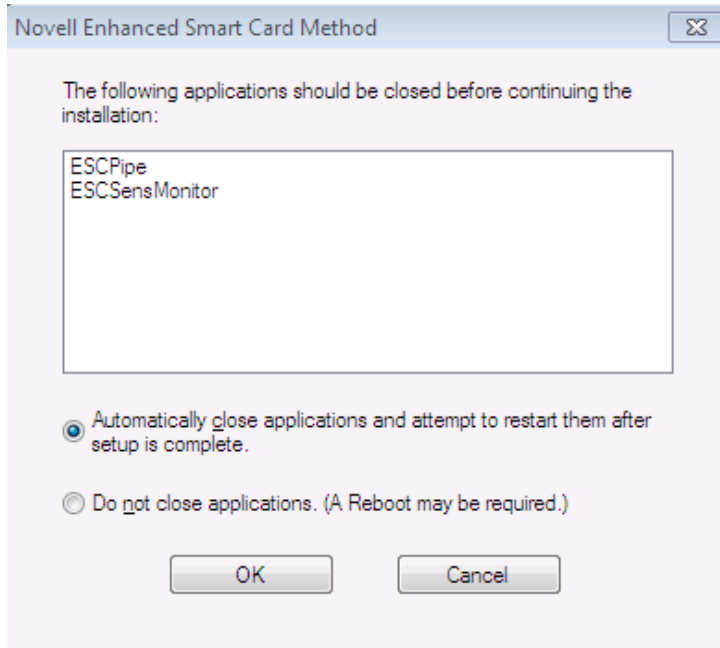 Novell Enhanced Smart Card Method
The following applications should be closed before continuing the
installation:
ESCPipe
ESCSensMonitor
Automatically close applications and attempt to restart them after
setup is complete.
Do not close applications. (A Reboot may be required.)
OK
Cancel